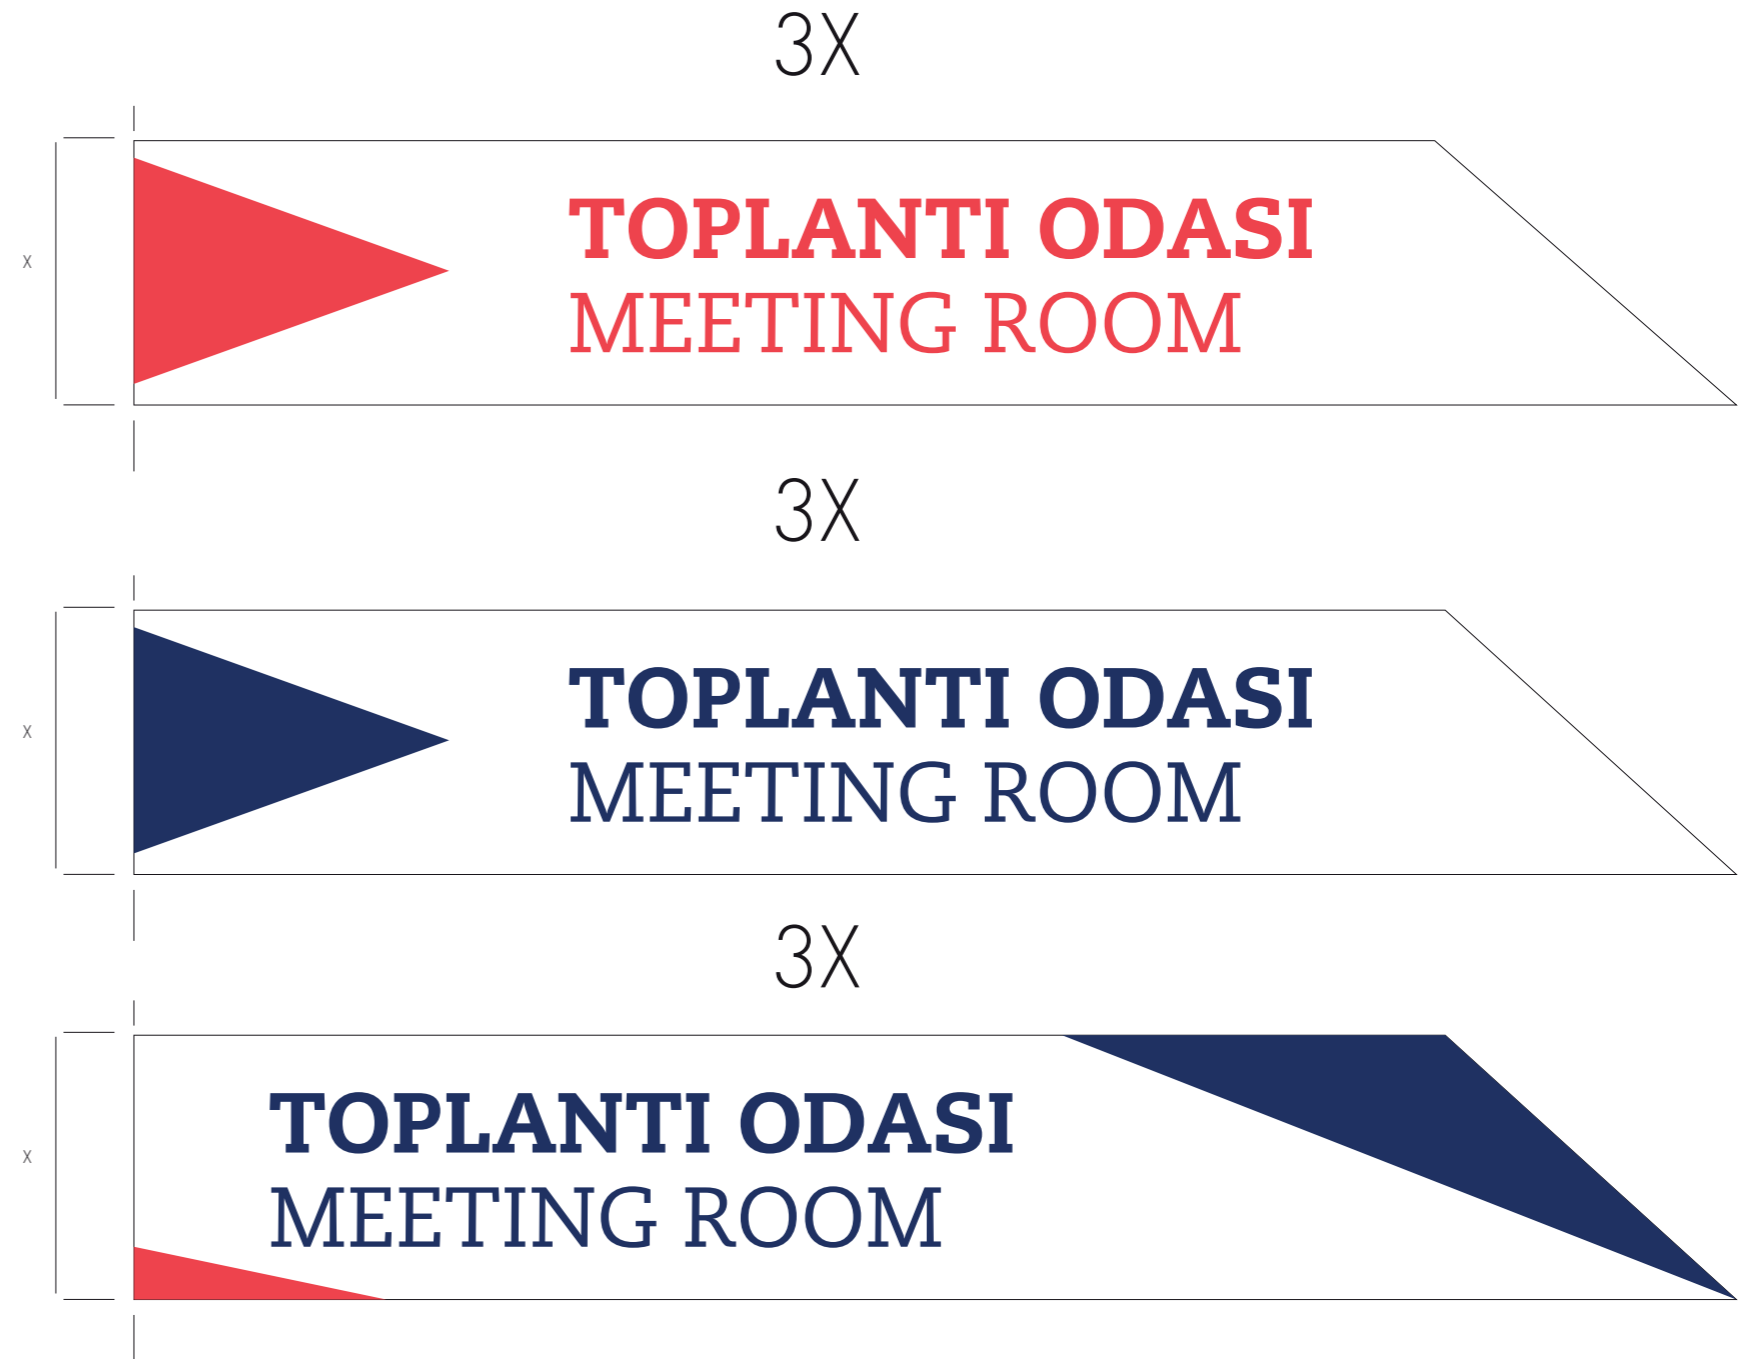 3X
X
TOPLANTI ODASI
MEETING ROOM
3X
X
TOPLANTI ODASI
MEETING ROOM
3X
X
TOPLANTI ODASI
MEETING ROOM